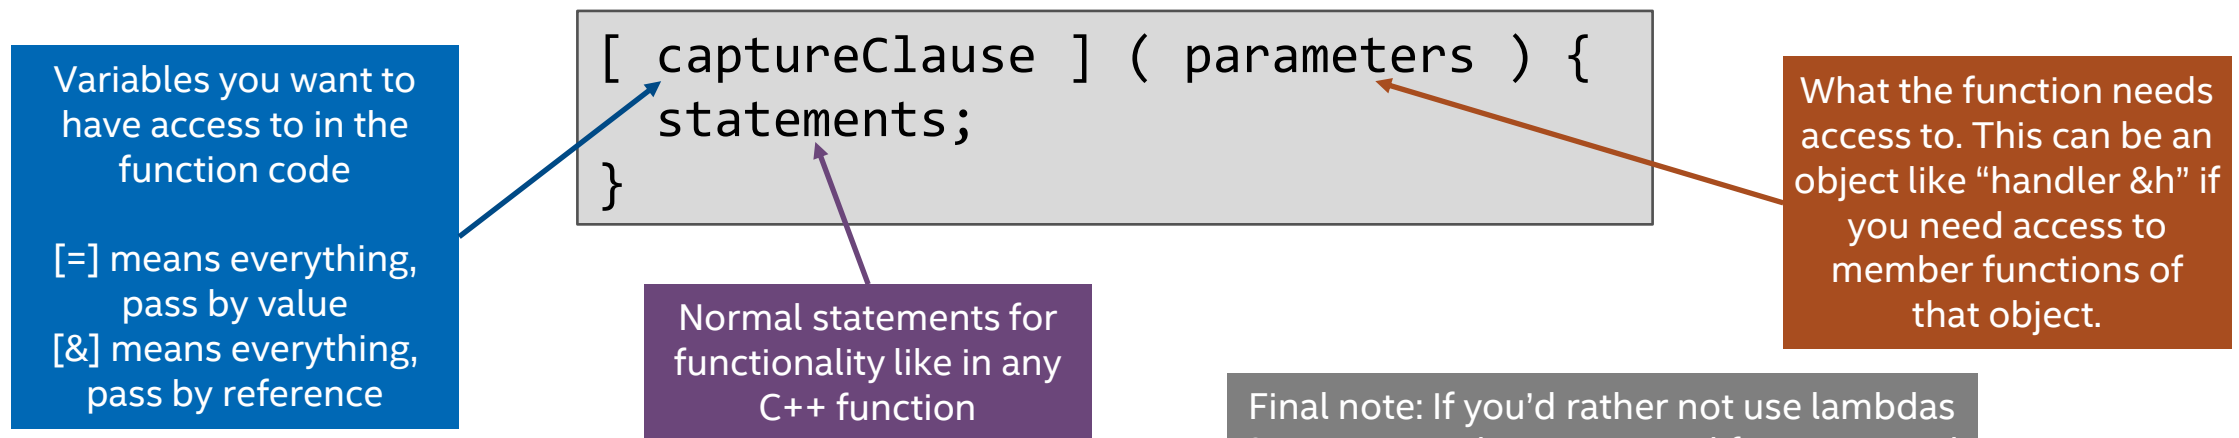 [ captureClause ] ( parameters ) {
statements;
}
Variables you want to
have access to in the
function code
[=] means everything,
pass by value
[&] means everything,
pass by reference
Normal statements for
functionality like in any
C++ function
What the function needs
access to. This can be an
object like “handler &h” if
you need access to
member functions of
that object.
Final note: If you’d rather not use lambdas